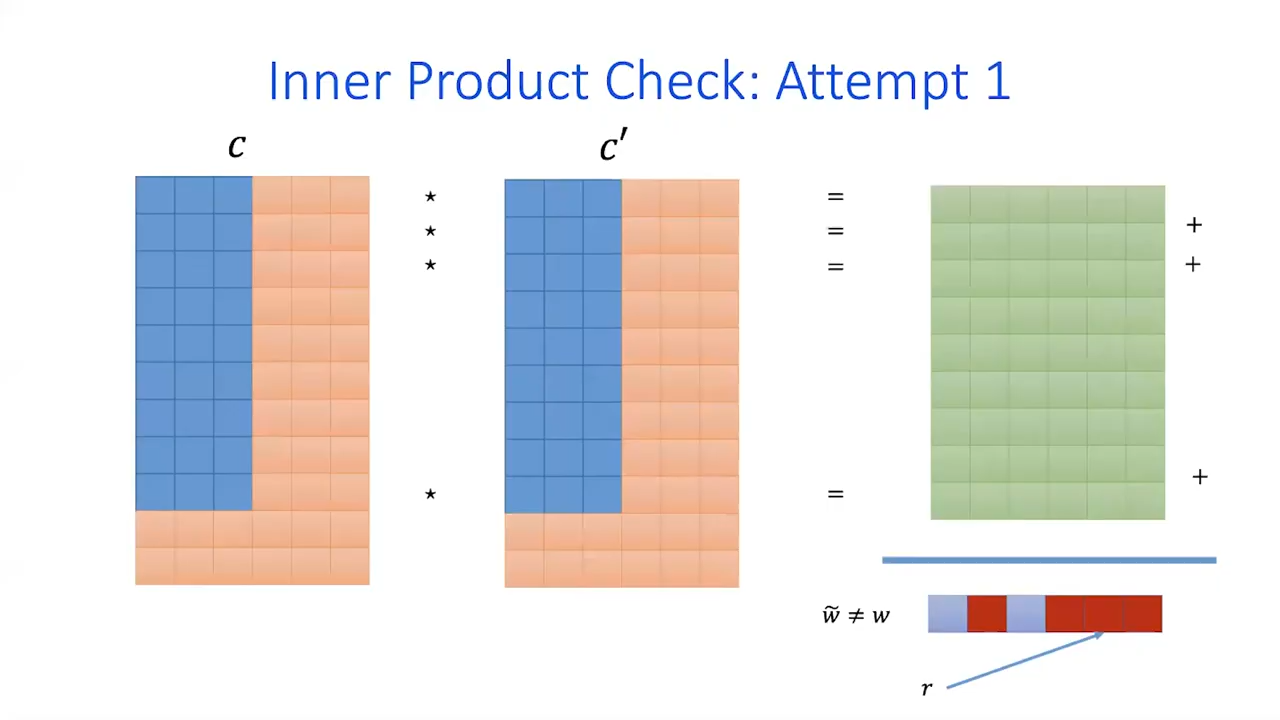 Inner Product Check: Attempt 1
c c′
⋆ =
⋆ = +
⋆ = +
⋆ = +
w̃ ≠ w
r